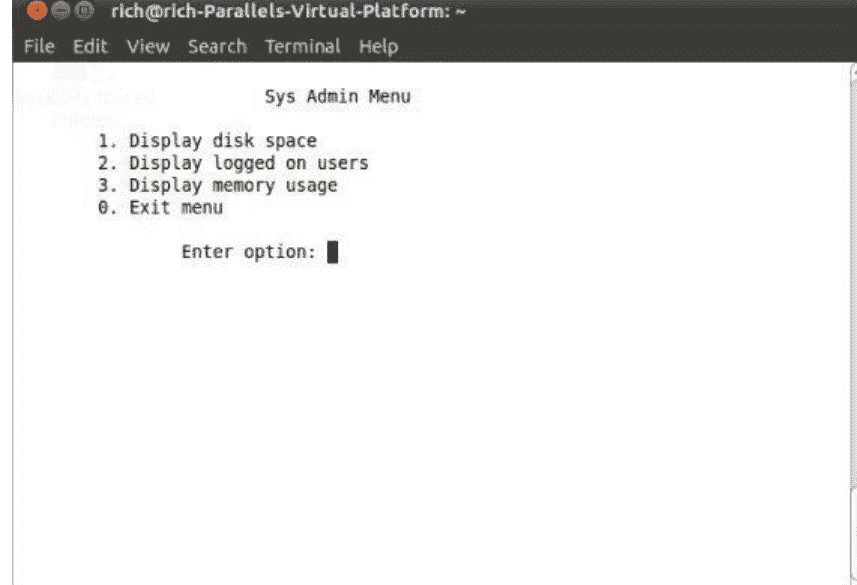 rich@rich-Parallels-Virtual-Platform: ~
File Edit View Search Terminal Help
Sys Admin Menu
1. Display disk space
2. Display logged on users
3. Display memory usage
0. Exit menu
Enter option: